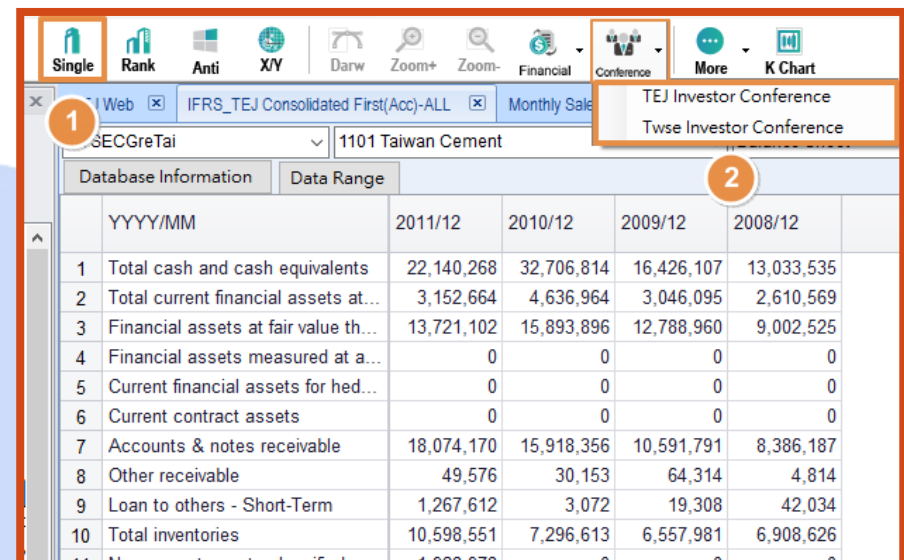 Single Rank Anti X/Y Darw Zoom+ Zoom- Financial Conference More K Chart
Web IFRS_TEJ Consolidated First(Acc)-ALL Monthly Sale
TEJ Investor Conference
Twse Investor Conference
1
2
SECGreTai 1101 Taiwan Cement
Database Information Data Range
YYYY/MM 2011/12 2010/12 2009/12 2008/12
1 Total cash and cash equivalents 22,140,268 32,706,814 16,426,107 13,033,535
2 Total current financial assets at... 3,152,664 4,636,964 3,046,095 2,610,569
3 Financial assets at fair value th... 13,721,102 15,893,896 12,788,960 9,002,525
4 Financial assets measured at a... 0 0 0 0
5 Current financial assets for hed... 0 0 0 0
6 Current contract assets 0 0 0 0
7 Accounts & notes receivable 18,074,170 15,918,356 10,591,791 8,386,187
8 Other receivable 49,576 30,153 64,314 4,814
9 Loan to others - Short-Term 1,267,612 3,072 19,308 42,034
10 Total inventories 10,598,551 7,296,613 6,557,981 6,908,626